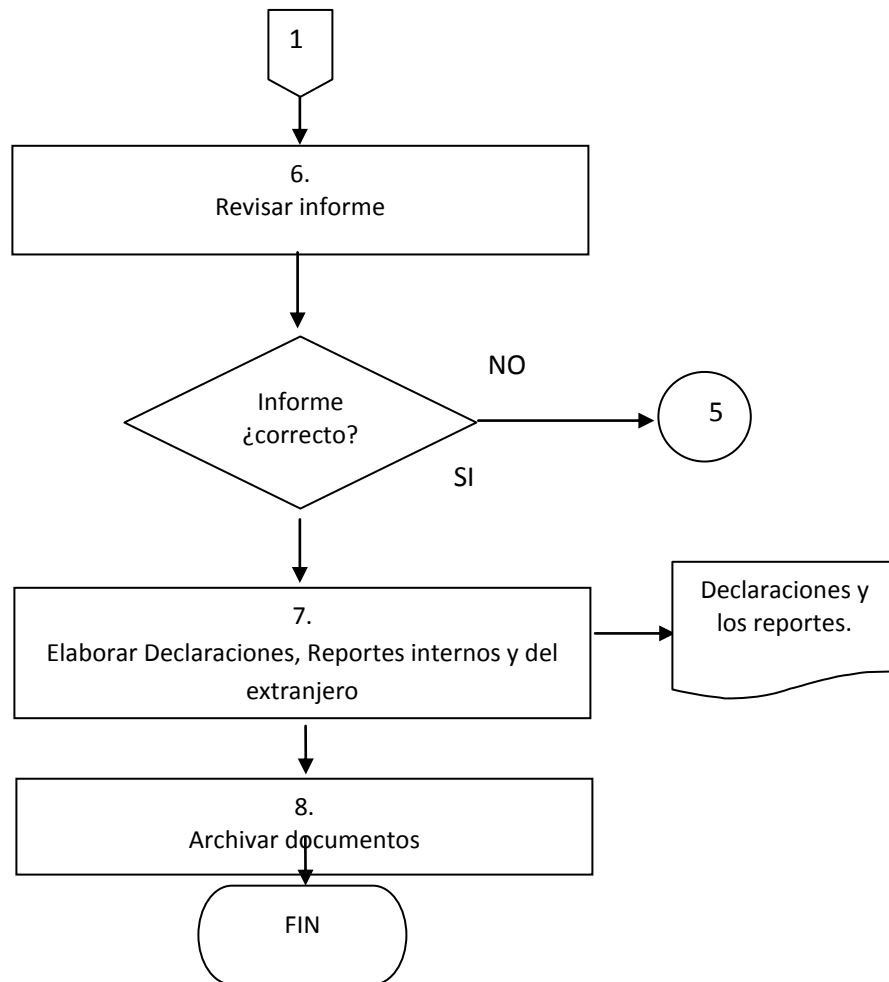 1
6.
Revisar informe
NO
Informe
¿correcto?
5
SI
Declaraciones y
los reportes.
7.
Elaborar Declaraciones, Reportes internos y del
extranjero
8.
Archivar documentos
FIN